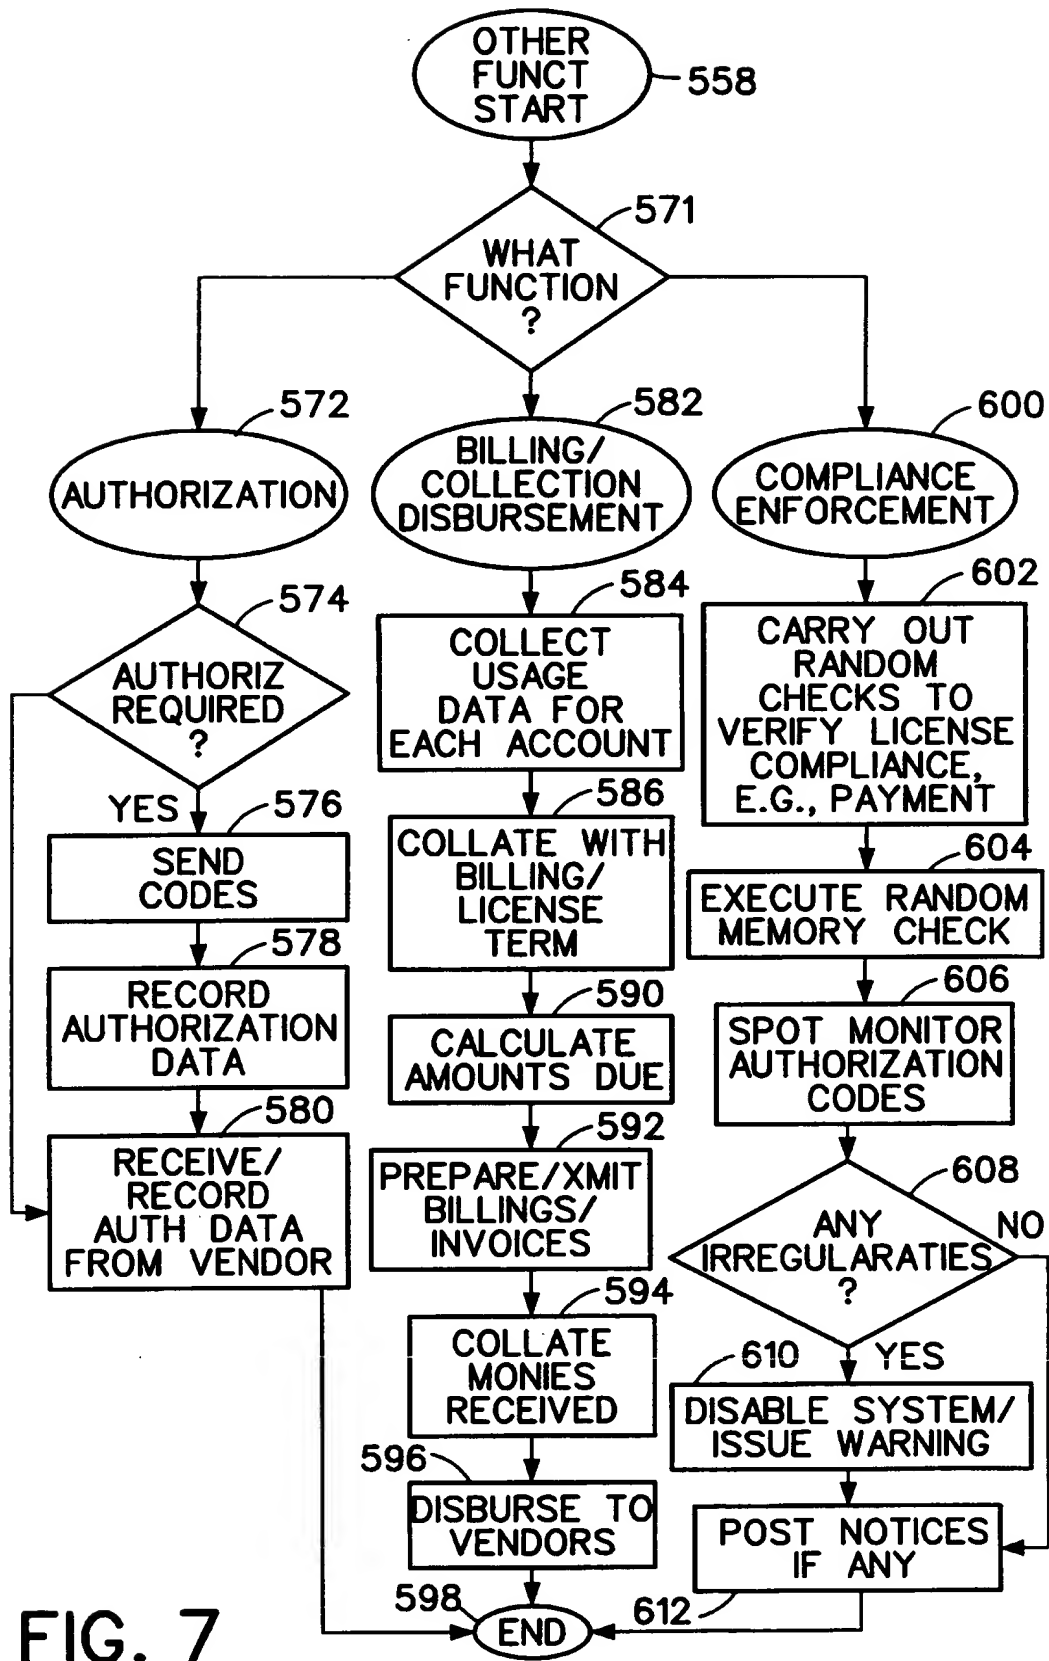 OTHER
FUNCT
START
558
571
WHAT
FUNCTION
?
572
AUTHORIZATION
574
AUTHORIZ
REQUIRED
?
YES
576
SEND
CODES
578
RECORD
AUTHORIZATION
DATA
580
RECEIVE/
RECORD
AUTH DATA
FROM VENDOR
582
BILLING/
COLLECTION
DISBURSEMENT
584
COLLECT
USAGE
DATA FOR
EACH ACCOUNT
586
COLLATE WITH
BILLING/
LICENSE
TERM
590
CALCULATE
AMOUNTS DUE
592
PREPARE/XMIT
BILLINGS/
INVOICES
594
COLLATE
MONIES
RECEIVED
596
DISBURSE TO
VENDORS
598
END
600
COMPLIANCE
ENFORCEMENT
602
CARRY OUT
RANDOM
CHECKS TO
VERIFY LICENSE
COMPLIANCE,
E.G., PAYMENT
604
EXECUTE RANDOM
MEMORY CHECK
606
SPOT MONITOR
AUTHORIZATION
CODES
608
ANY
IRREGULARATIES
?
NO
YES
610
DISABLE SYSTEM/
ISSUE WARNING
POST NOTICES
IF ANY
612
FIG. 7